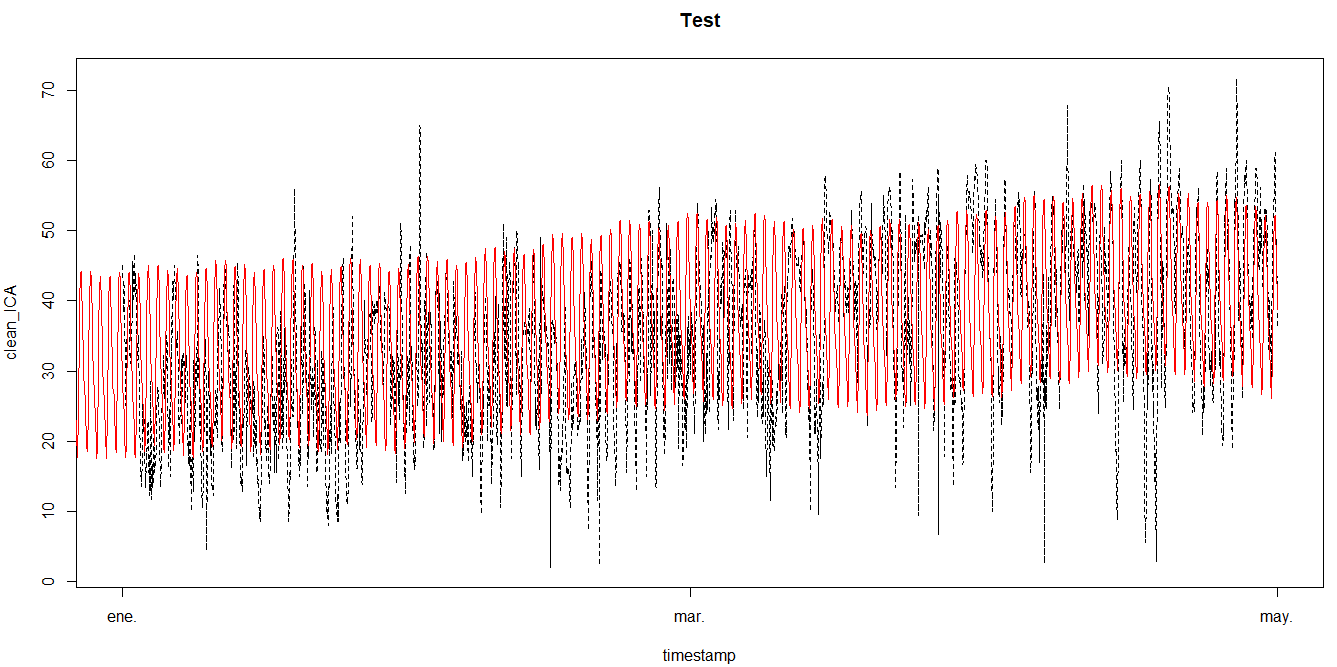 Test
clean_ICA
70
60
50
40
30
20
10
0
ene.
mar.
may.
timestamp